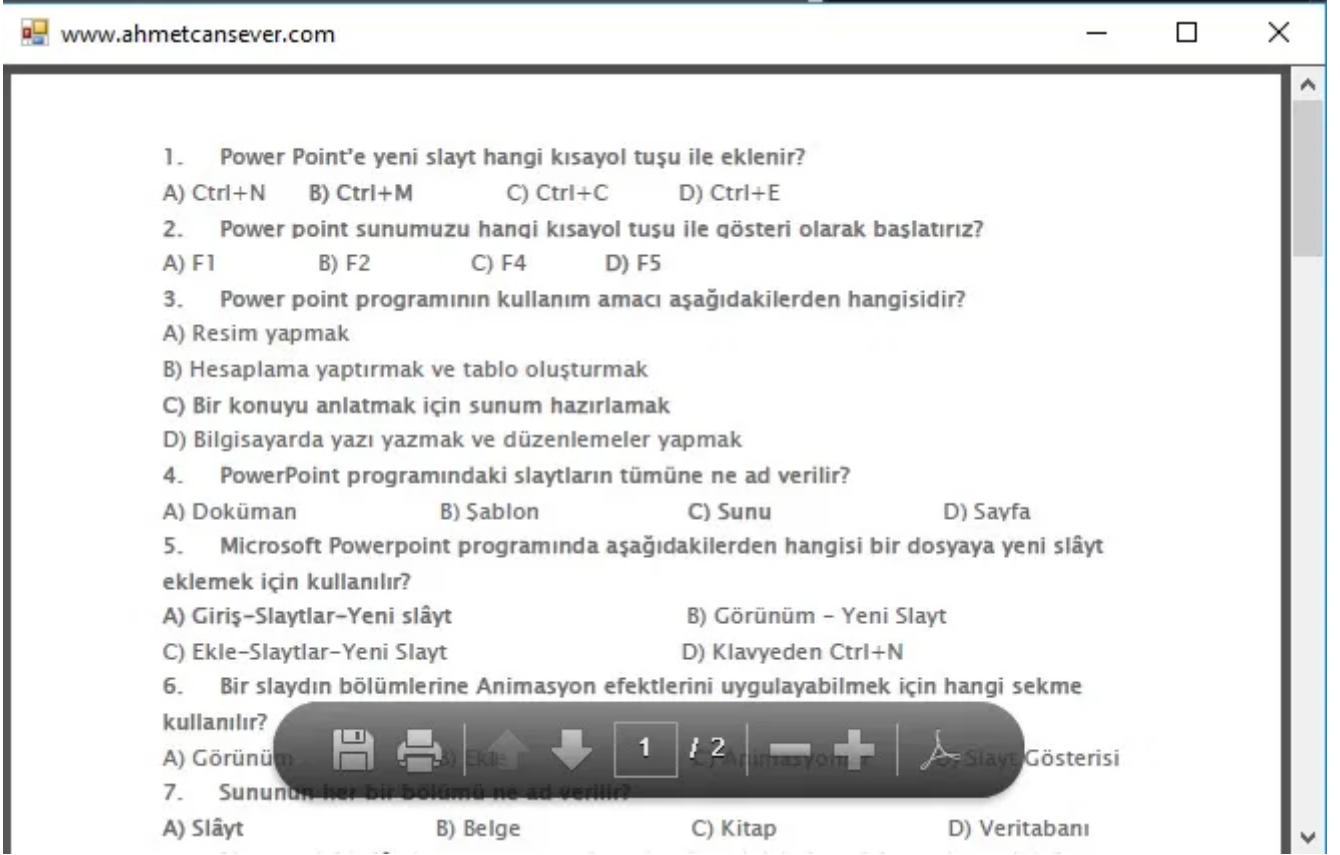 www.ahmetcansever.com
1. Power Point'e yeni slayt hangi kısayol tuşu ile eklenir?
A) Ctrl+N B) Ctrl+M C) Ctrl+C D) Ctrl+E
2. Power point sunumuzu hangi kısayol tuşu ile gösteri olarak başlatırız?
A) F1 B) F2 C) F4 D) F5
3. Power point programının kullanım amacı aşağıdakilerden hangisidir?
A) Resim yapmak
B) Hesaplama yaptırmak ve tablo oluşturmak
C) Bir konuyu anlatmak için sunum hazırlamak
D) Bilgisayarda yazı yazmak ve düzenlemeler yapmak
4. PowerPoint programındaki slaytların tümüne ne ad verilir?
A) Doküman B) Şablon C) Sunu D) Sayfa
5. Microsoft Powerpoint programında aşağıdakilerden hangisi bir dosyaya yeni slâyt
eklemek için kullanılır?
A) Giriş-Slaytlar-Yeni slâyt B) Görünüm - Yeni Slayt
C) Ekle-Slaytlar-Yeni Slayt D) Klavyeden Ctrl+N
6. Bir slaydın bölümlerine Animasyon efektlerini uygulayabilmek için hangi sekme
kullanılır?
1 / 2
A) Görünüm B) Ekle C) Animasyonlar D) Slayt Gösterisi
7. Sununun her bir bölümü ne ad verilir?
A) Slâyt B) Belge C) Kitap D) Veritabanı